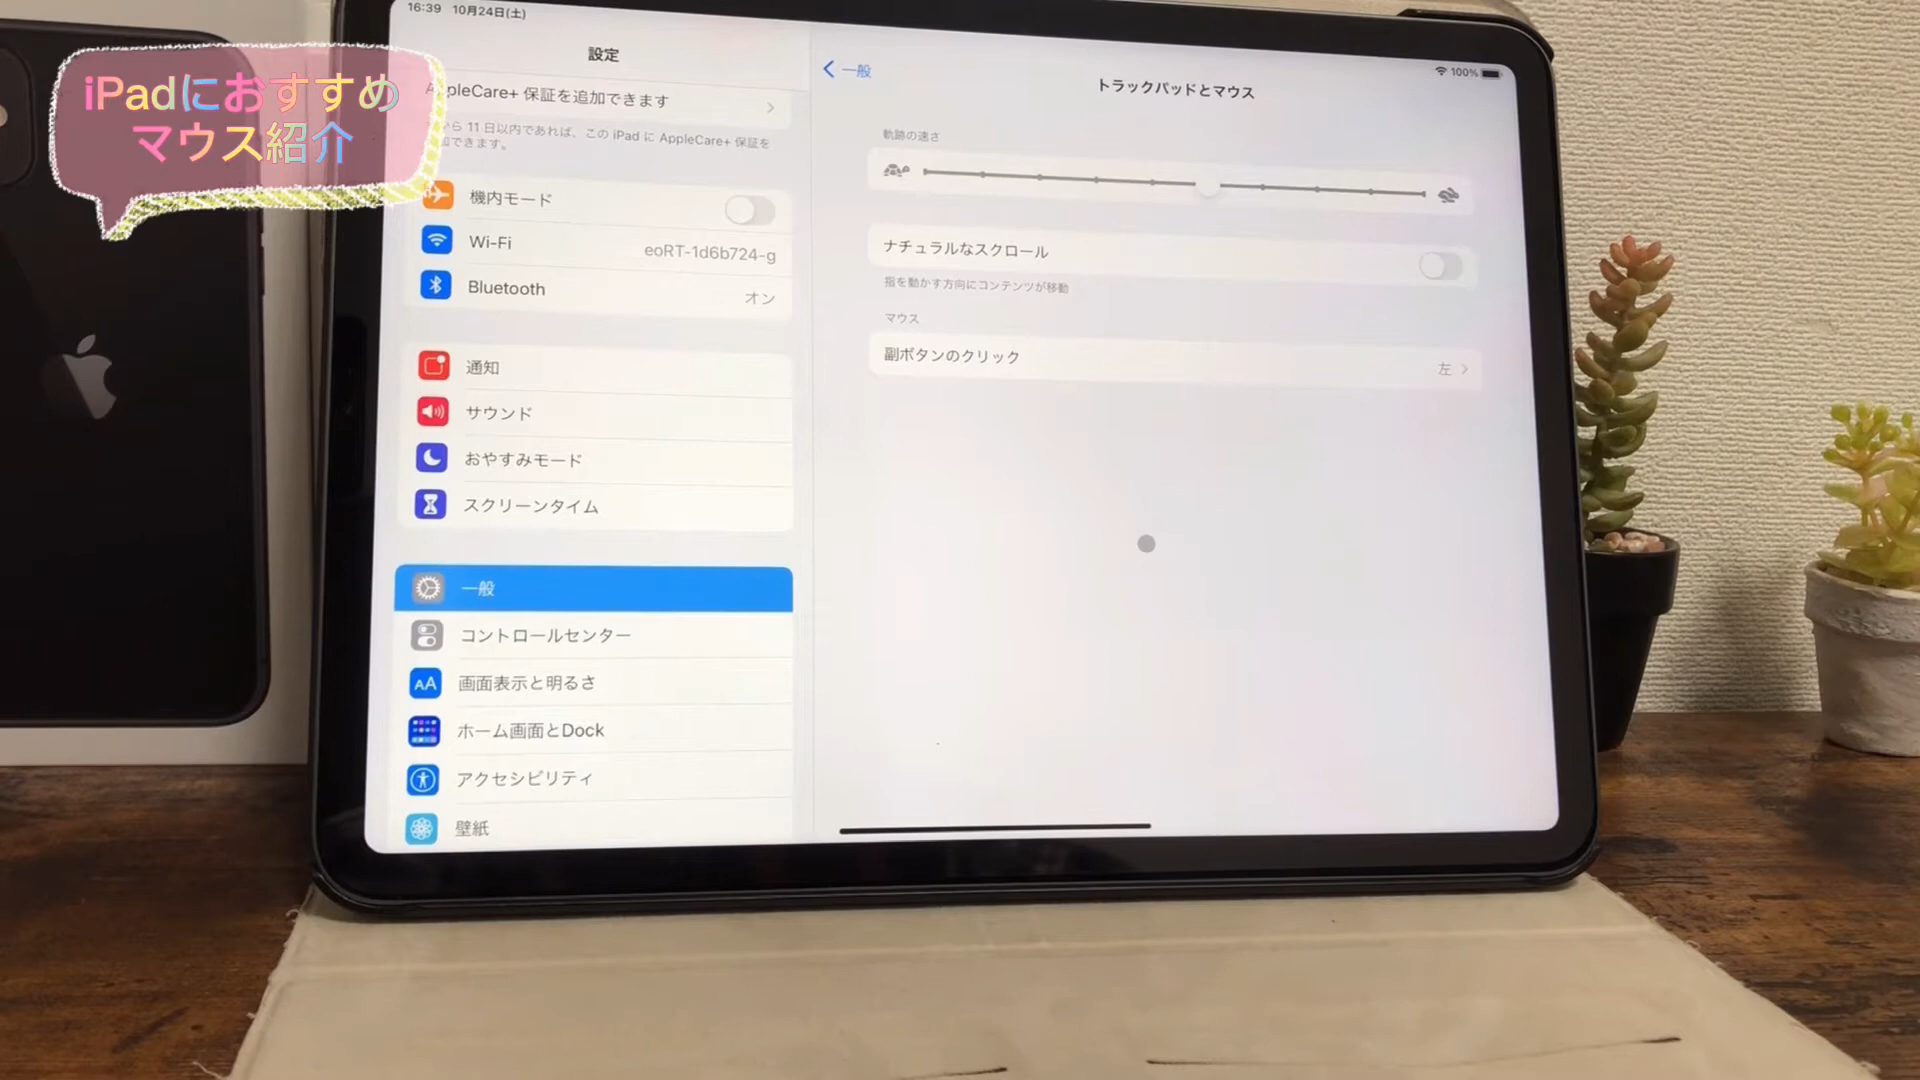 iPadにおすすめ
マウス紹介
16:39 10月24日(土)
設定
AppleCare+ 保証を追加できます
から 11 日以内であれば、この iPad に AppleCare+ 保証を
できます。
機内モード
Wi-Fi eoRT-1d6b724-g
Bluetooth オン
通知
サウンド
おやすみモード
スクリーンタイム
一般
コントロールセンター
AA 画面表示と明るさ
ホーム画面とDock
アクセシビリティ
壁紙
一般
トラックパッドとマウス
100%
軌跡の速さ
ナチュラルなスクロール
指を動かす方向にコンテンツが移動
マウス
副ボタンのクリック 左